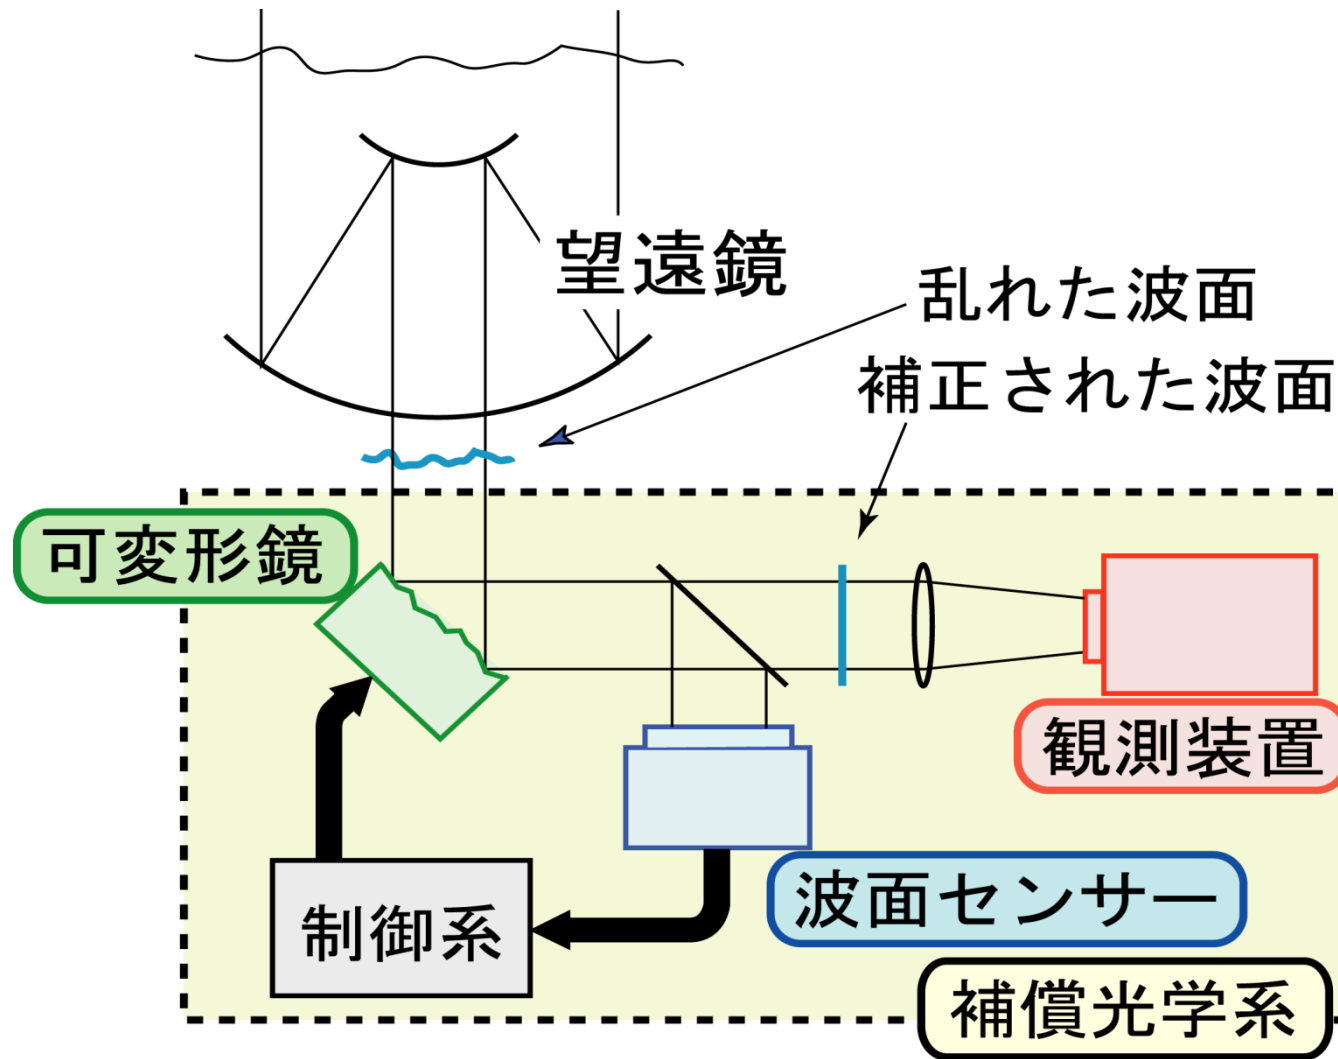 望遠鏡
乱れた波面
補正された波面
可変形鏡
観測装置
波面センサー
制御系
補償光学系